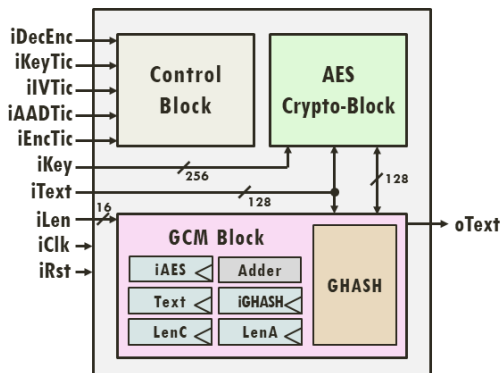 iDecEnc
iKeyTic
iIVTic
iAADTic
iEncTic
iKey
iText
iLen
iClk
iRst
Control
Block
AES
Crypto-Block
256
128
128
16
oText
GCM Block
iAES
Adder
Text
iGHASH
LenC
LenA
GHASH